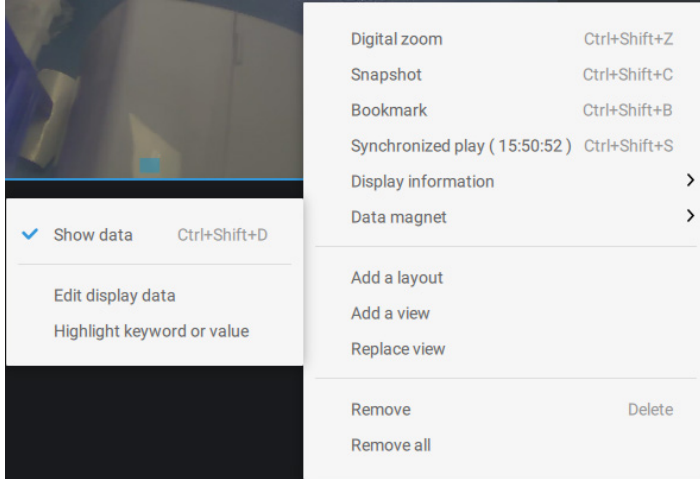 Digital zoom Ctrl+Shift+Z
Snapshot Ctrl+Shift+C
Bookmark Ctrl+Shift+B
Synchronized play ( 15:50:52 ) Ctrl+Shift+S
Display information
Data magnet
Show data Ctrl+Shift+D
Edit display data
Highlight keyword or value
Add a layout
Add a view
Replace view
Remove Delete
Remove all